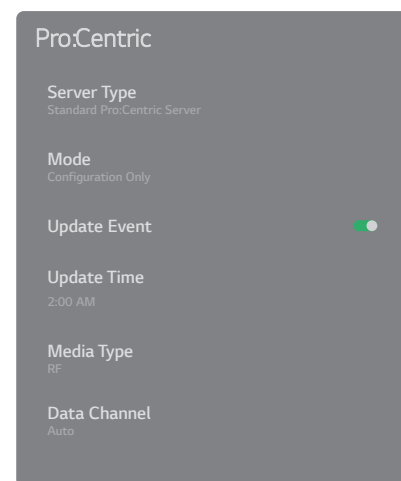 Pro:Centric
Server Type
Standard Pro:Centric Server
Mode
Configuration Only
Update Event
Update Time
2:00 AM
Media Type
RF
Data Channel
Auto